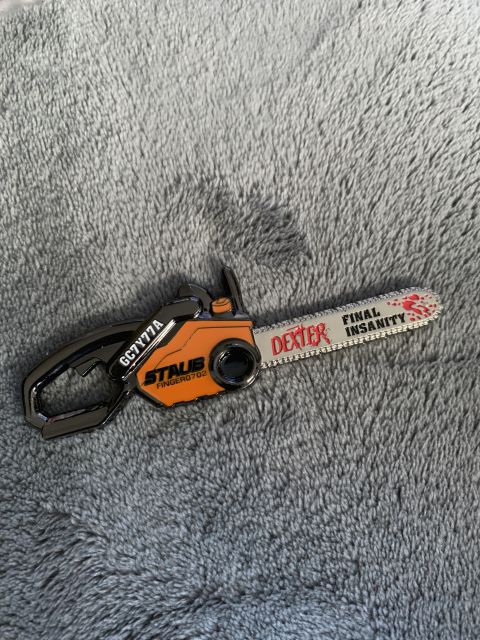 GC7Y77A
STAUB
FINGER0702
DEXTER
FINAL
INSANITY